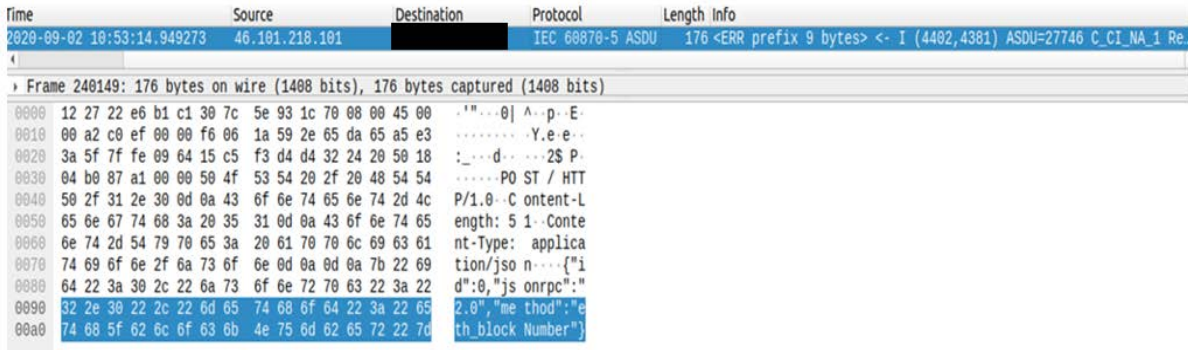 Time Source Destination Protocol Length Info
2020-09-02 10:53:14.949273 46.101.218.101 IEC 60870-5 ASDU 176 <ERR prefix 9 bytes> <- I (4402,4381) ASDU=27746 C_CI_NA_1 Re…
Frame 240149: 176 bytes on wire (1408 bits), 176 bytes captured (1408 bits)
0000 12 27 22 e6 b1 c1 30 7c 5e 93 1c 70 08 00 45 00 ·'"···0| ^··p··E·
0010 00 a2 c0 ef 00 00 f6 06 1a 59 2e 65 da 65 a5 e3 ········ ·Y.e·e··
0020 3a 5f 7f fe 09 64 15 c5 f3 d4 d4 32 24 20 50 18 :_···d·· ···2$ P·
0030 04 b0 87 a1 00 00 50 4f 53 54 20 2f 20 48 54 54 ······PO ST / HTT
0040 50 2f 31 2e 30 0d 0a 43 6f 6e 74 65 6e 74 2d 4c P/1.0··C ontent-L
0050 65 6e 67 74 68 3a 20 35 31 0d 0a 43 6f 6e 74 65 ength: 5 1··Conte
0060 6e 74 2d 54 79 70 65 3a 20 61 70 70 6c 69 63 61 nt-Type: applica
0070 74 69 6f 6e 2f 6a 73 6f 6e 0d 0a 0d 0a 7b 22 69 tion/jso n····{"i
0080 64 22 3a 30 2c 22 6a 73 6f 6e 72 70 63 22 3a 22 d":0,"js onrpc":"
0090 32 2e 30 22 2c 22 6d 65 74 68 6f 64 22 3a 22 65 2.0","me thod":"e
00a0 74 68 5f 62 6c 6f 63 6b 4e 75 6d 62 65 72 22 7d th_block Number"}